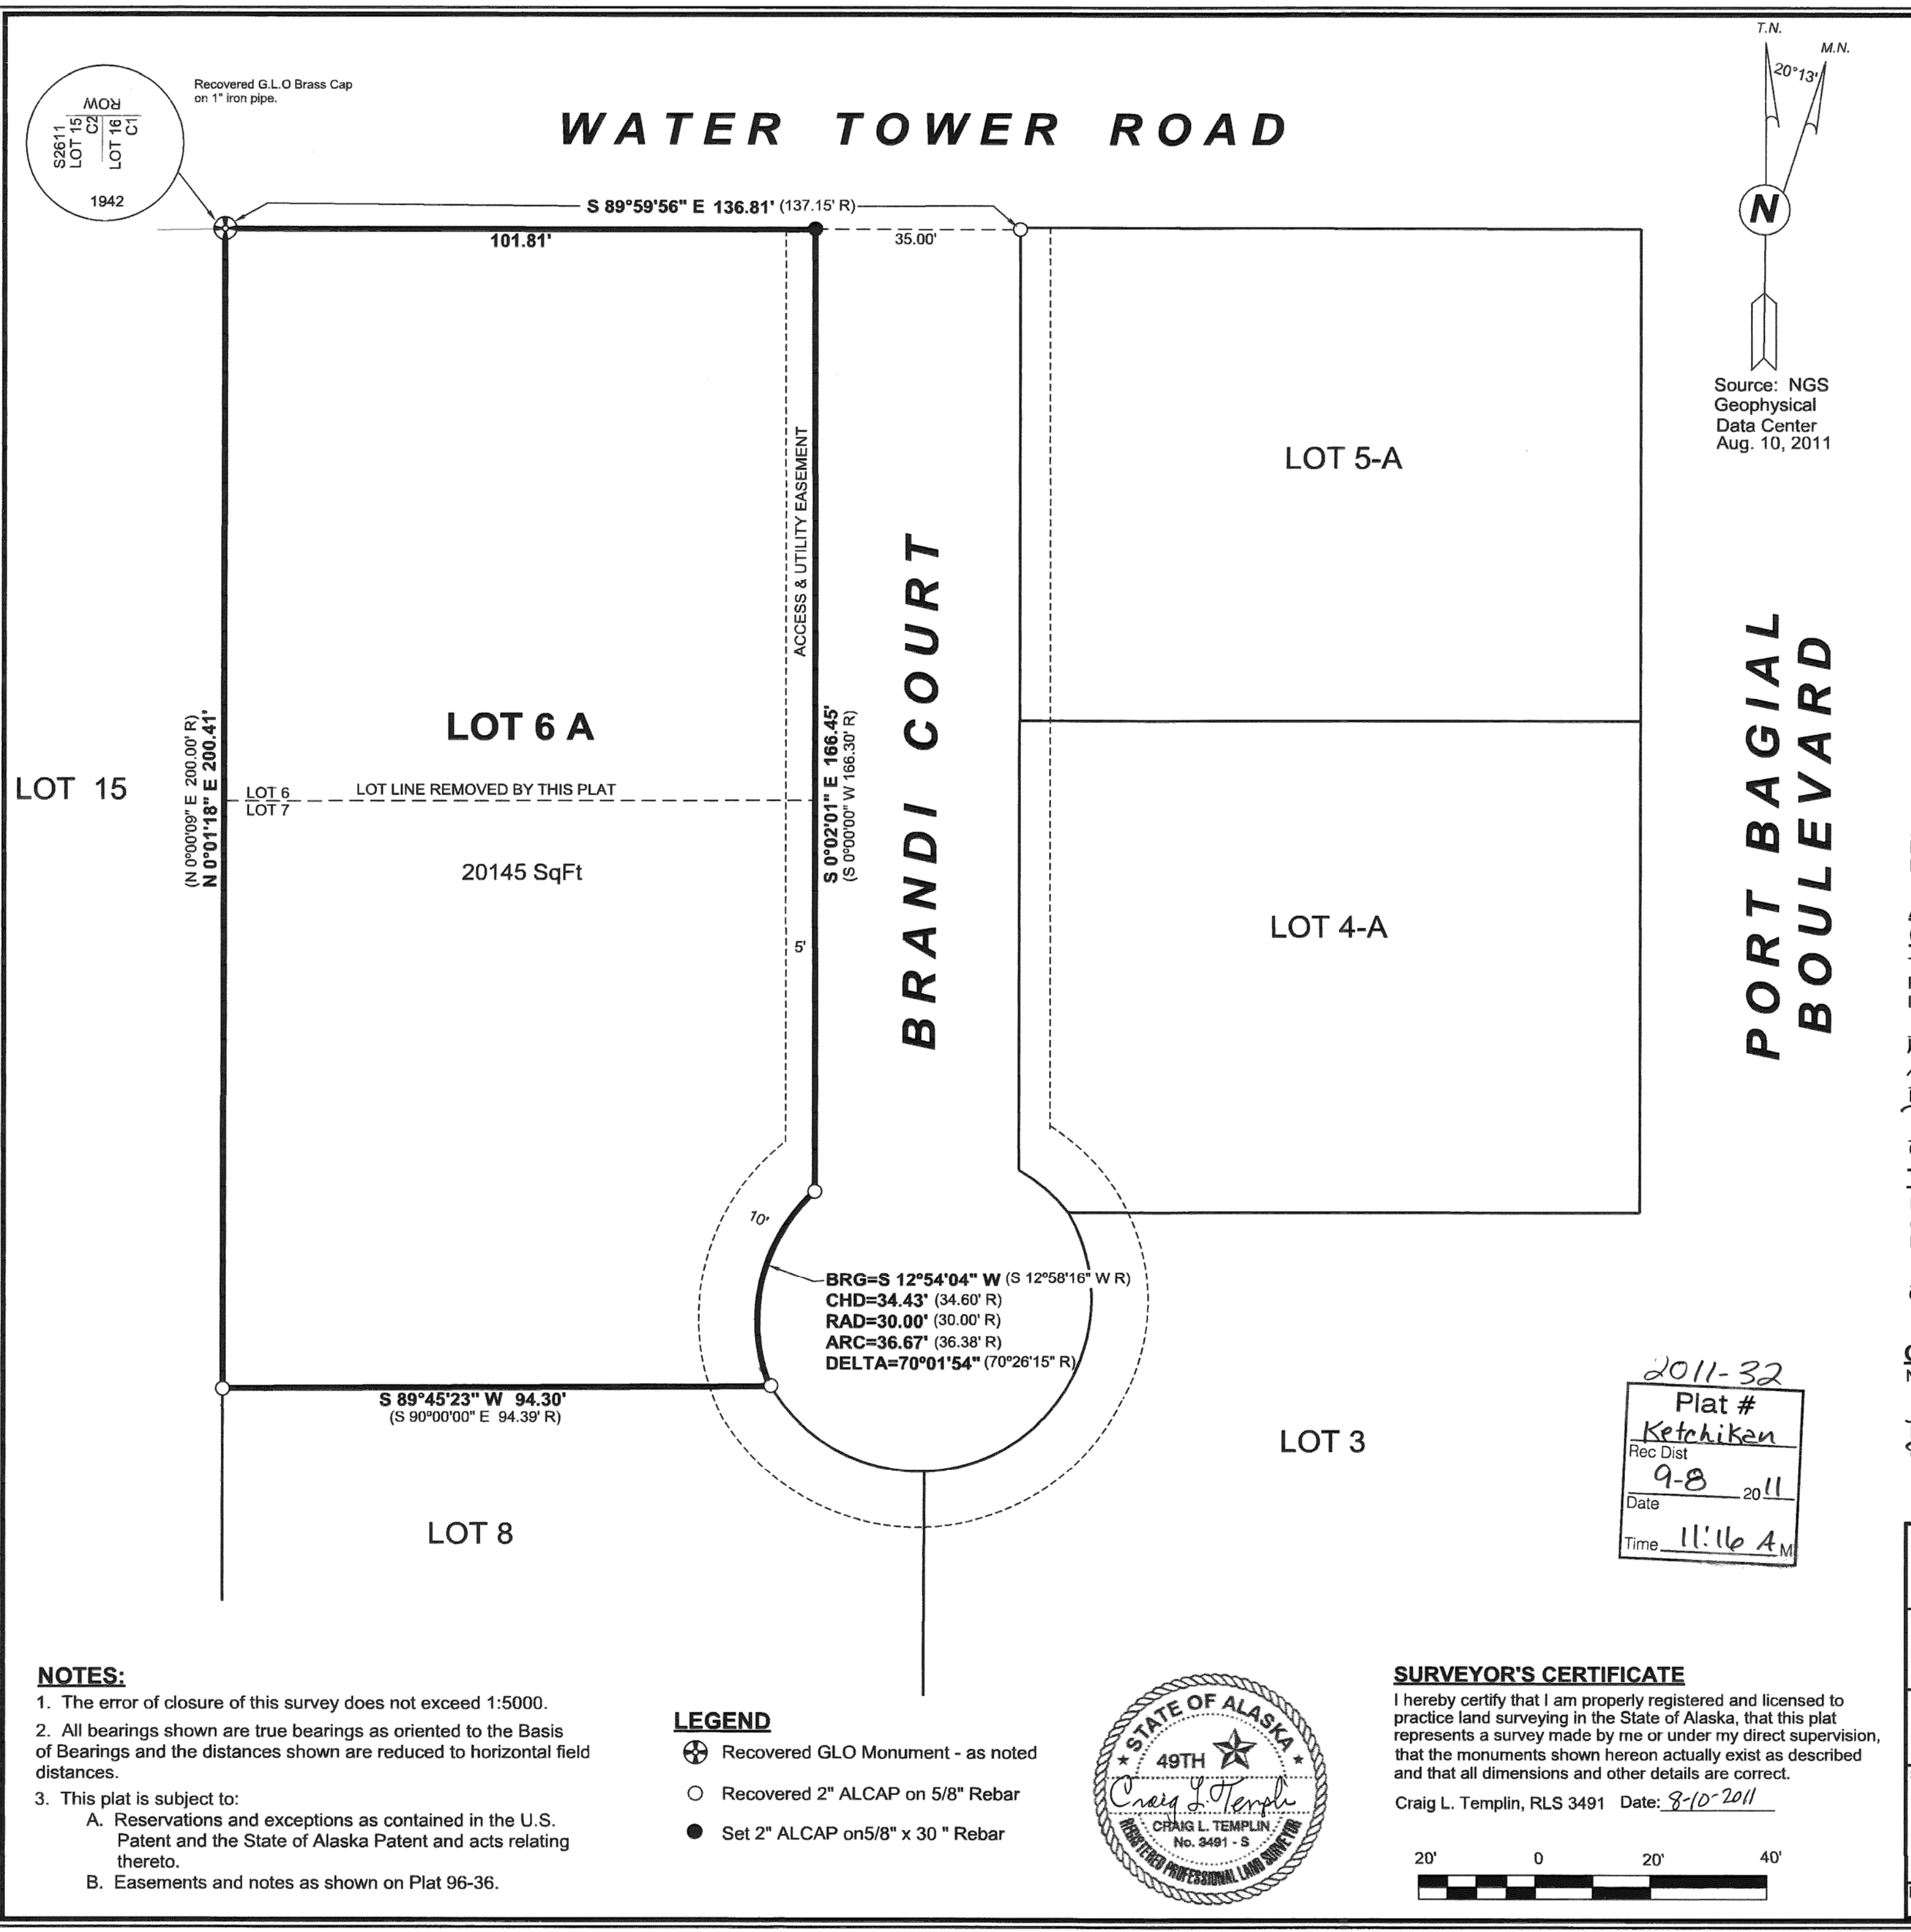 T.N.
M.N.
20°13'
N
Source: NGS
Geophysical
Data Center
Aug. 10, 2011
Recovered G.L.O Brass Cap
on 1" iron pipe.
ROW
S2611
LOT 15
C2
LOT 16
C1
1942
WATER TOWER ROAD
S 89°59'56" E 136.81' (137.15' R)
101.81'
35.00'
ACCESS & UTILITY EASEMENT
LOT 5-A
BRANDI COURT
PORT BAGIAL
BOULEVARD
LOT 6 A
(N 0°00'09" E 200.00' R)
N 0°01'18" E 200.41'
S 0°02'01" E 166.45'
(S 0°00'00" W 166.30' R)
LOT 15
LOT 6
LOT LINE REMOVED BY THIS PLAT
LOT 7
20145 SqFt
5'
LOT 4-A
10'
BRG=S 12°54'04" W (S 12°58'16" W R)
CHD=34.43' (34.60' R)
RAD=30.00' (30.00' R)
ARC=36.67' (36.38' R)
DELTA=70°01'54" (70°26'15" R)
S 89°45'23" W 94.30'
(S 90°00'00" E 94.39' R)
LOT 8
LOT 3
2011-32
Plat #
Ketchikan
Rec Dist
9-8 2011
Date
Time 11:16 A M
NOTES:
1. The error of closure of this survey does not exceed 1:5000.
2. All bearings shown are true bearings as oriented to the Basis
of Bearings and the distances shown are reduced to horizontal field
distances.
3. This plat is subject to:
A. Reservations and exceptions as contained in the U.S.
Patent and the State of Alaska Patent and acts relating
thereto.
B. Easements and notes as shown on Plat 96-36.
LEGEND
Recovered GLO Monument - as noted
Recovered 2" ALCAP on 5/8" Rebar
Set 2" ALCAP on5/8" x 30 " Rebar
STATE OF ALASKA
49TH
Craig L. Templin
CRAIG L. TEMPLIN
No. 3491 - S
REGISTERED PROFESSIONAL LAND SURVEYOR
SURVEYOR'S CERTIFICATE
I hereby certify that I am properly registered and licensed to
practice land surveying in the State of Alaska, that this plat
represents a survey made by me or under my direct supervision,
that the monuments shown hereon actually exist as described
and that all dimensions and other details are correct.
Craig L. Templin, RLS 3491 Date: 8-10-2011
20' 0 20' 40'